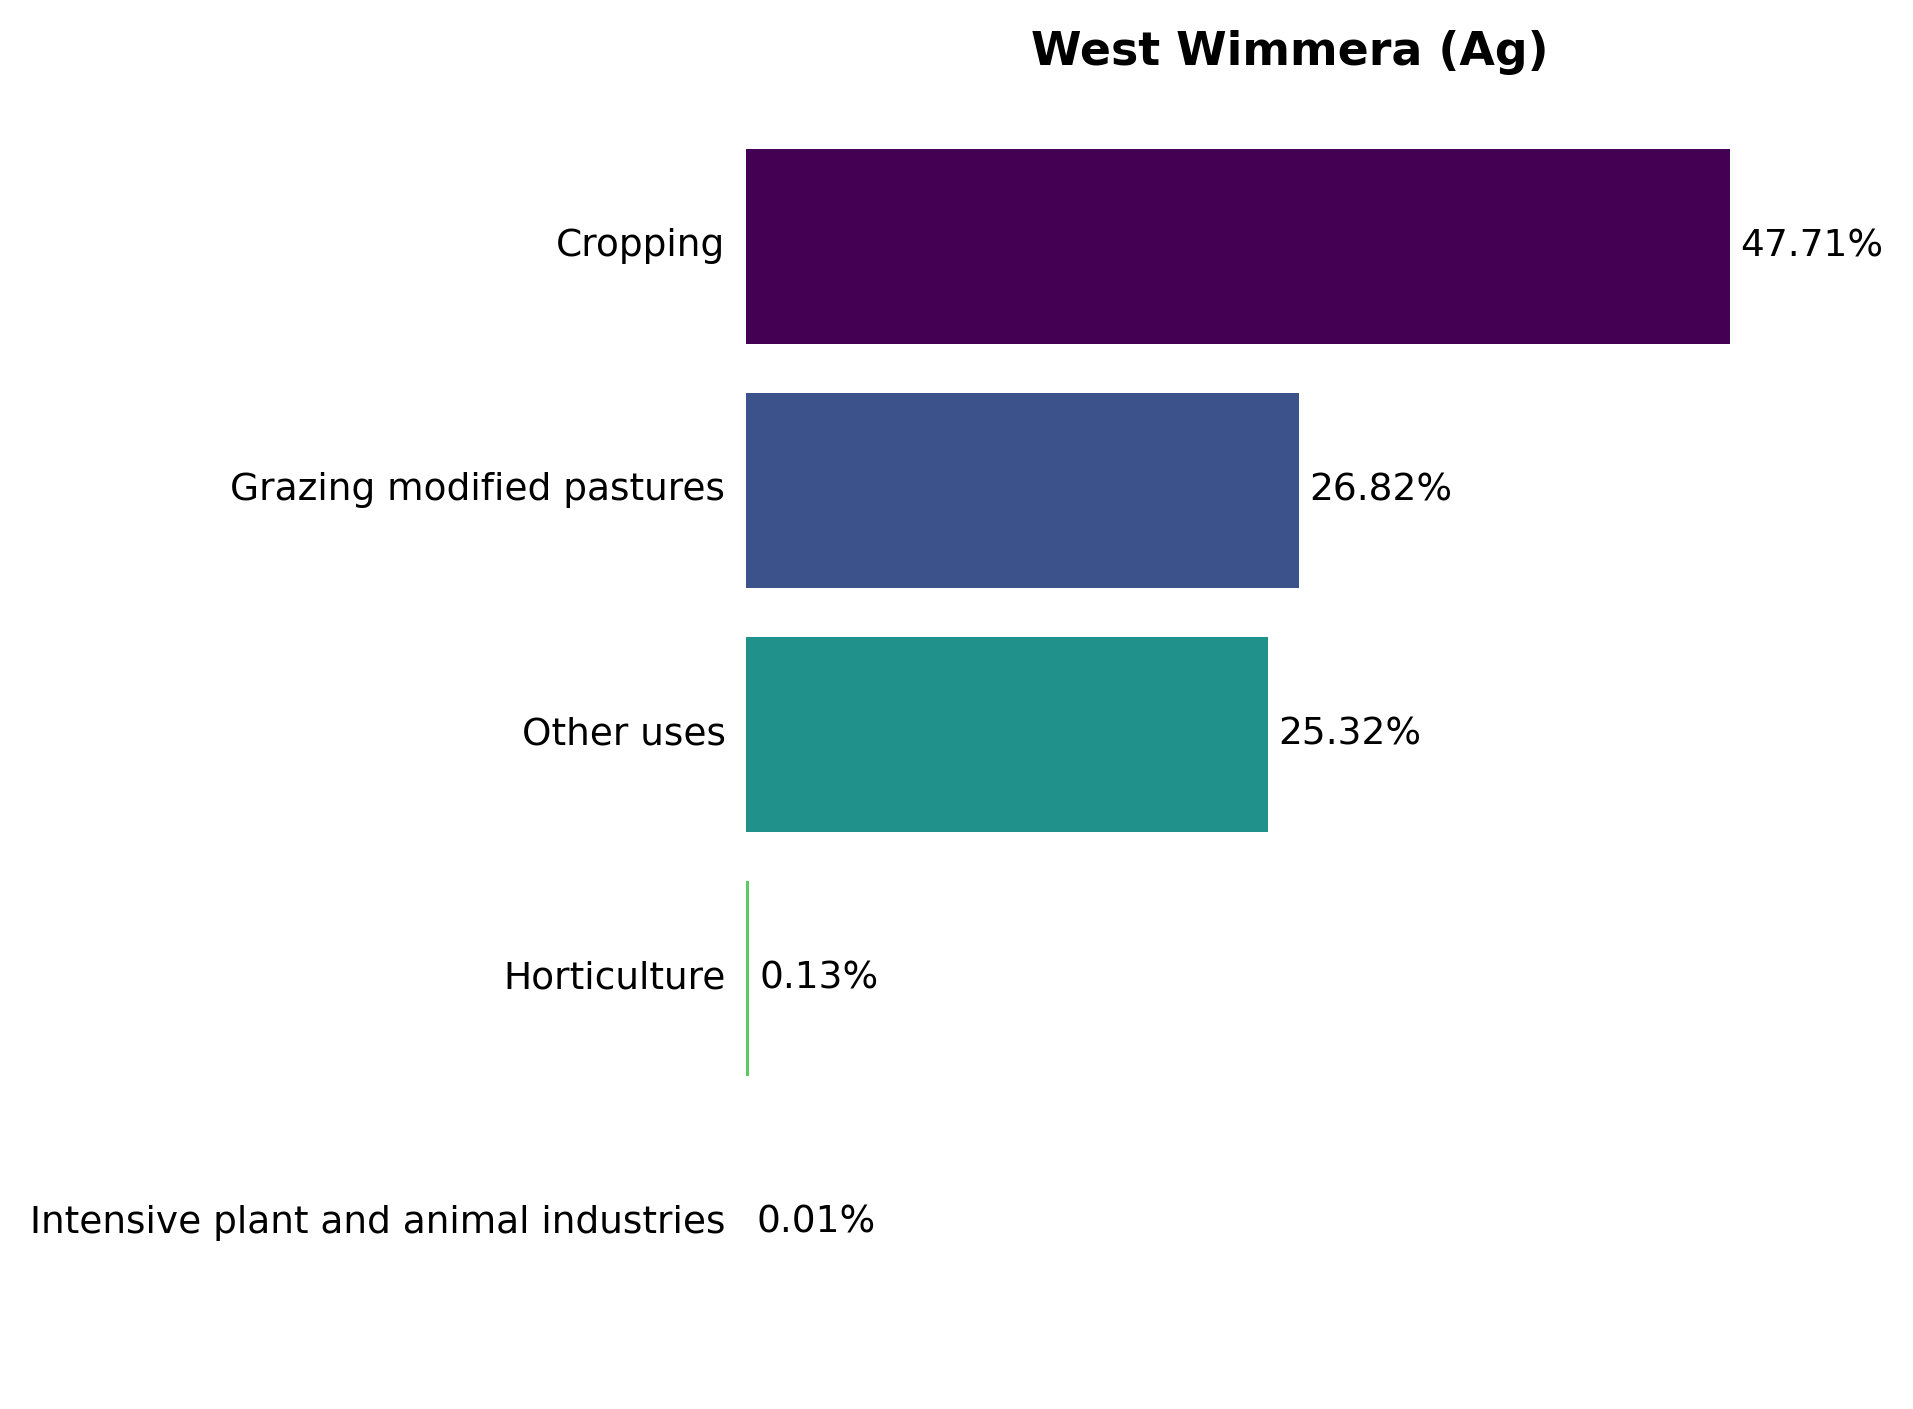 West Wimmera (Ag)
Cropping 47.71%
Grazing modified pastures 26.82%
Other uses 25.32%
Horticulture 0.13%
Intensive plant and animal industries 0.01%